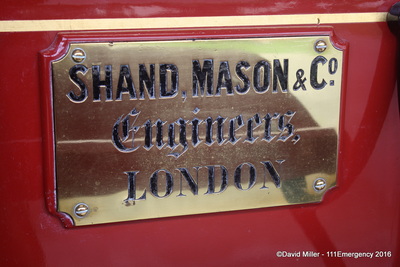 SHAND, MASON & Co
Engineers,
LONDON
©David Miller - 111Emergency 2016